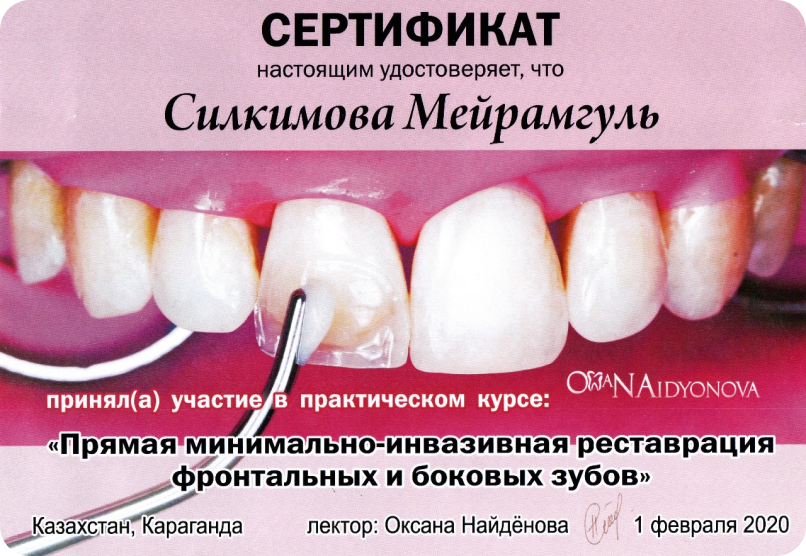 СЕРТИФИКАТ
настоящим удостоверяет, что
Силкимова Мейрамгуль
OXANA NAIDYONOVA
принял(а) участие в практическом курсе:
«Прямая минимально-инвазивная реставрация
фронтальных и боковых зубов»
Казахстан, Караганда лектор: Оксана Найдёнова 1 февраля 2020